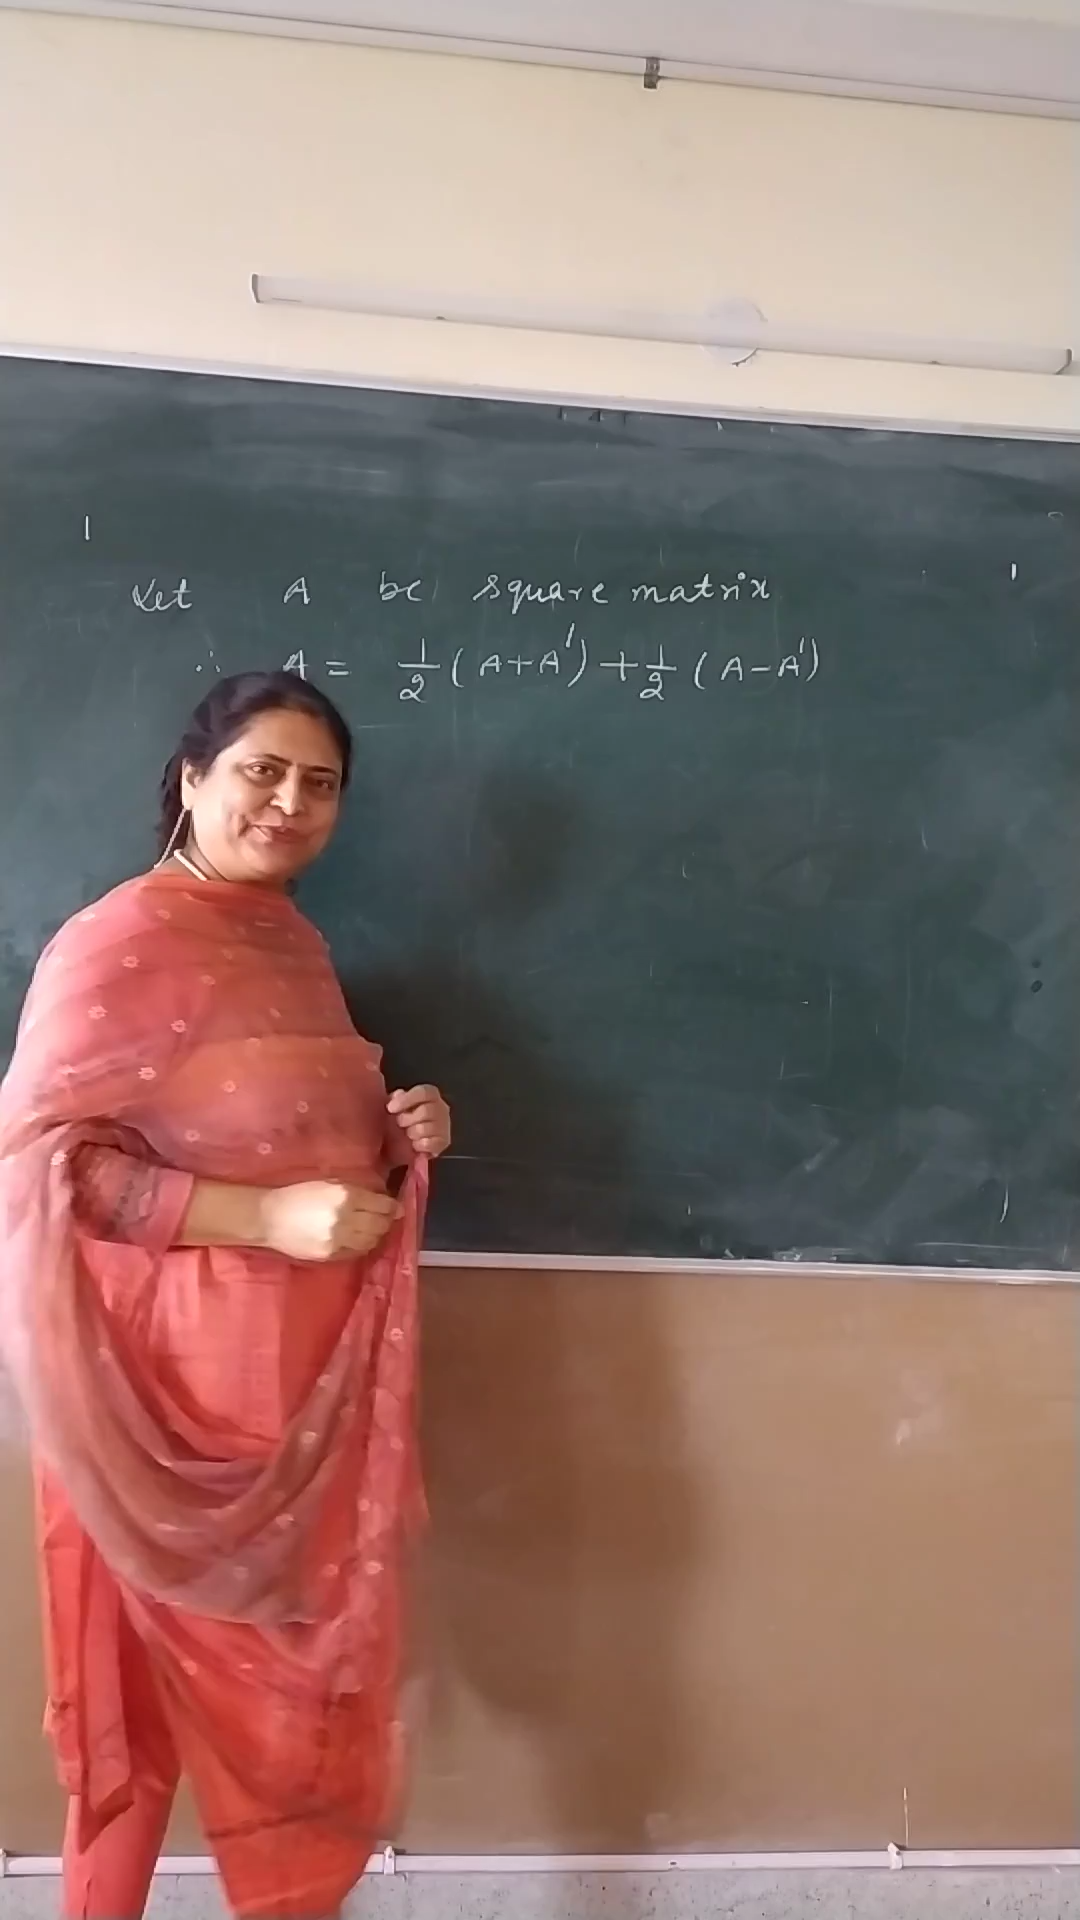 Let A be square matrix
∴ A = 1/2 (A+A') + 1/2 (A-A')